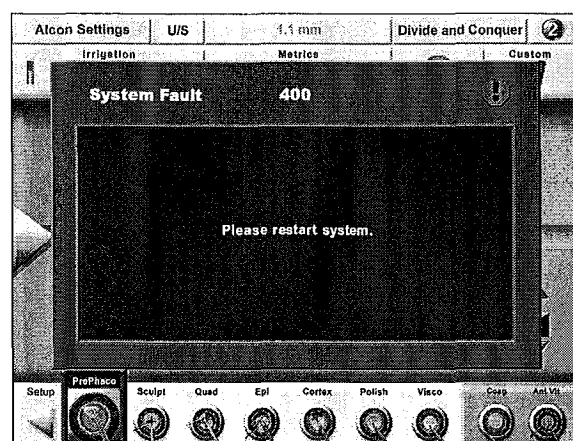 Alcon Settings U/S 1.1 mm Divide and Conquer 2
Irrigation Metrics Custom
System Fault 400 !
Please restart system.
Setup PrePhaco Sculpt Quad Epi Cortex Polish Visco Coag Ant Vit